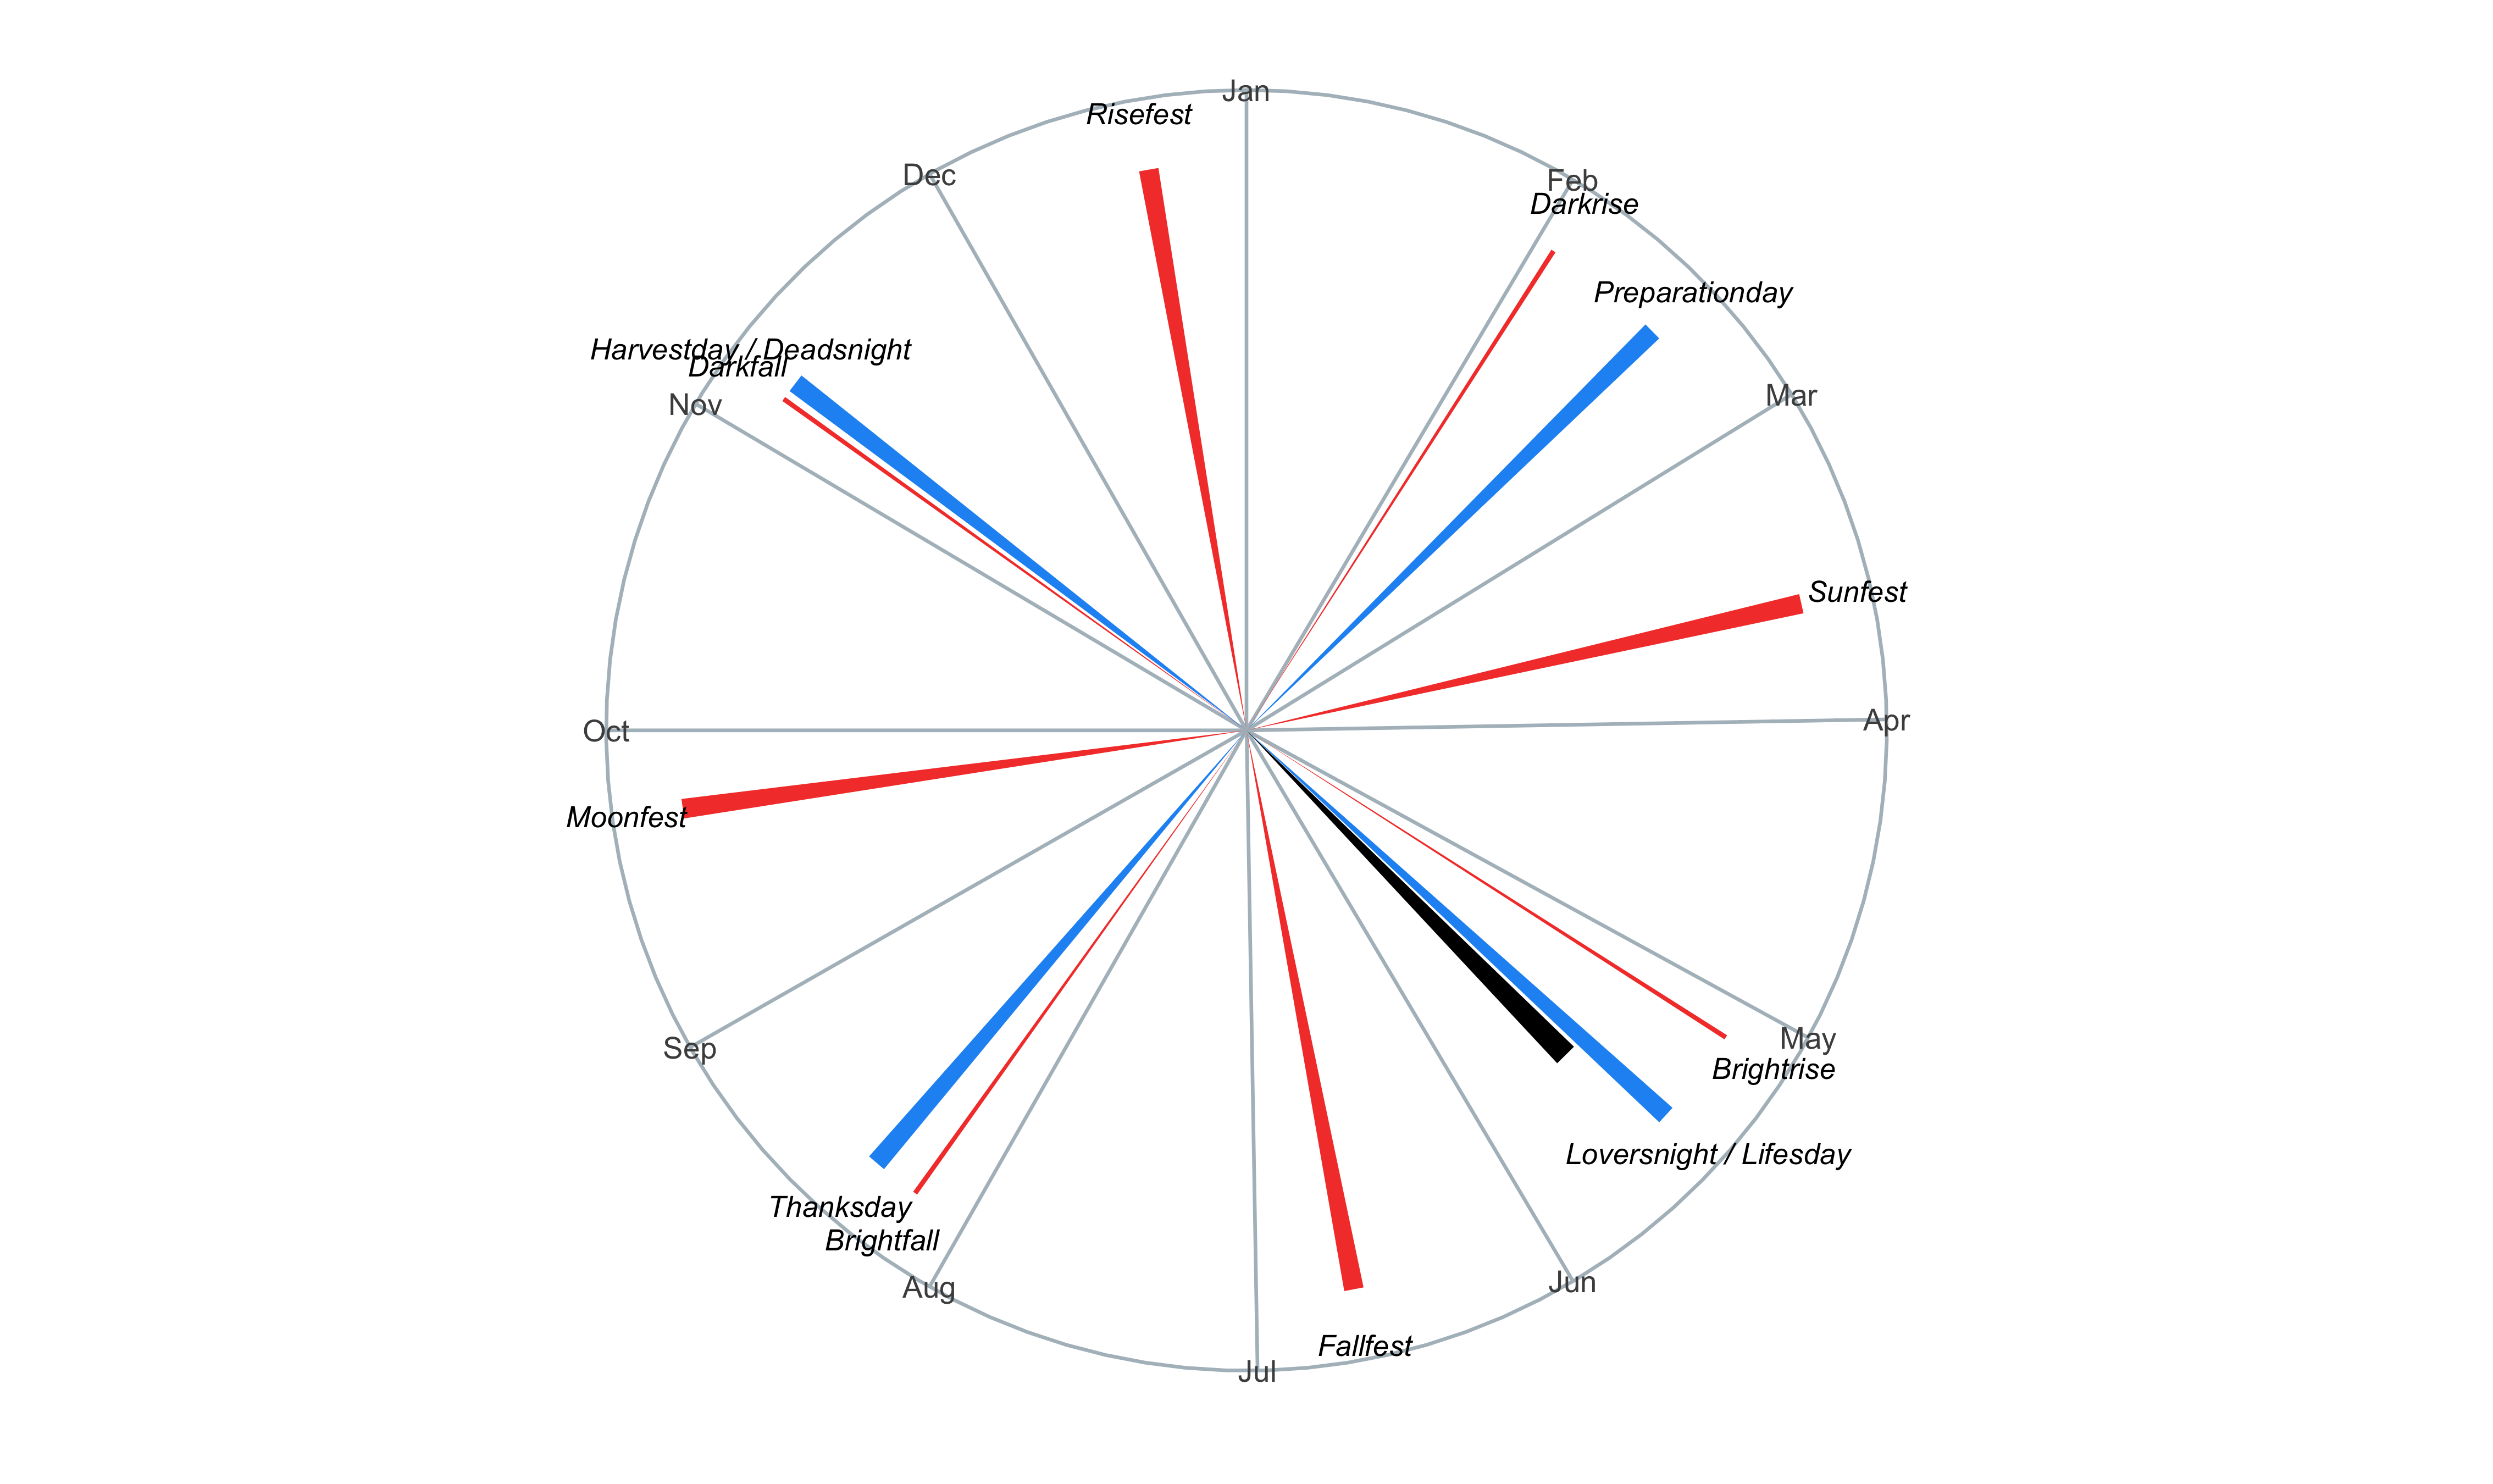 Jan
Risefest
Dec
Feb
Darkrise
Preparationday
Harvestday / Deadsnight
Darkfall
Nov
Mar
Sunfest
Apr
Oct
Moonfest
May
Sep
Brightrise
Loversnight / Lifesday
Thanksday
Brightfall
Aug
Jun
Fallfest
Jul